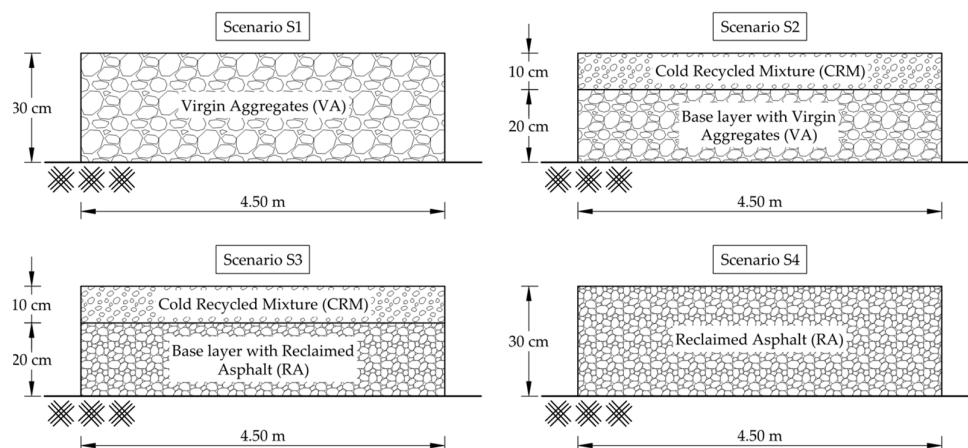 Scenario S1
30 cm
Virgin Aggregates (VA)
4.50 m
Scenario S2
10 cm
Cold Recycled Mixture (CRM)
20 cm
Base layer with Virgin
Aggregates (VA)
4.50 m
Scenario S3
10 cm
Cold Recycled Mixture (CRM)
20 cm
Base layer with Reclaimed
Asphalt (RA)
4.50 m
Scenario S4
30 cm
Reclaimed Asphalt (RA)
4.50 m